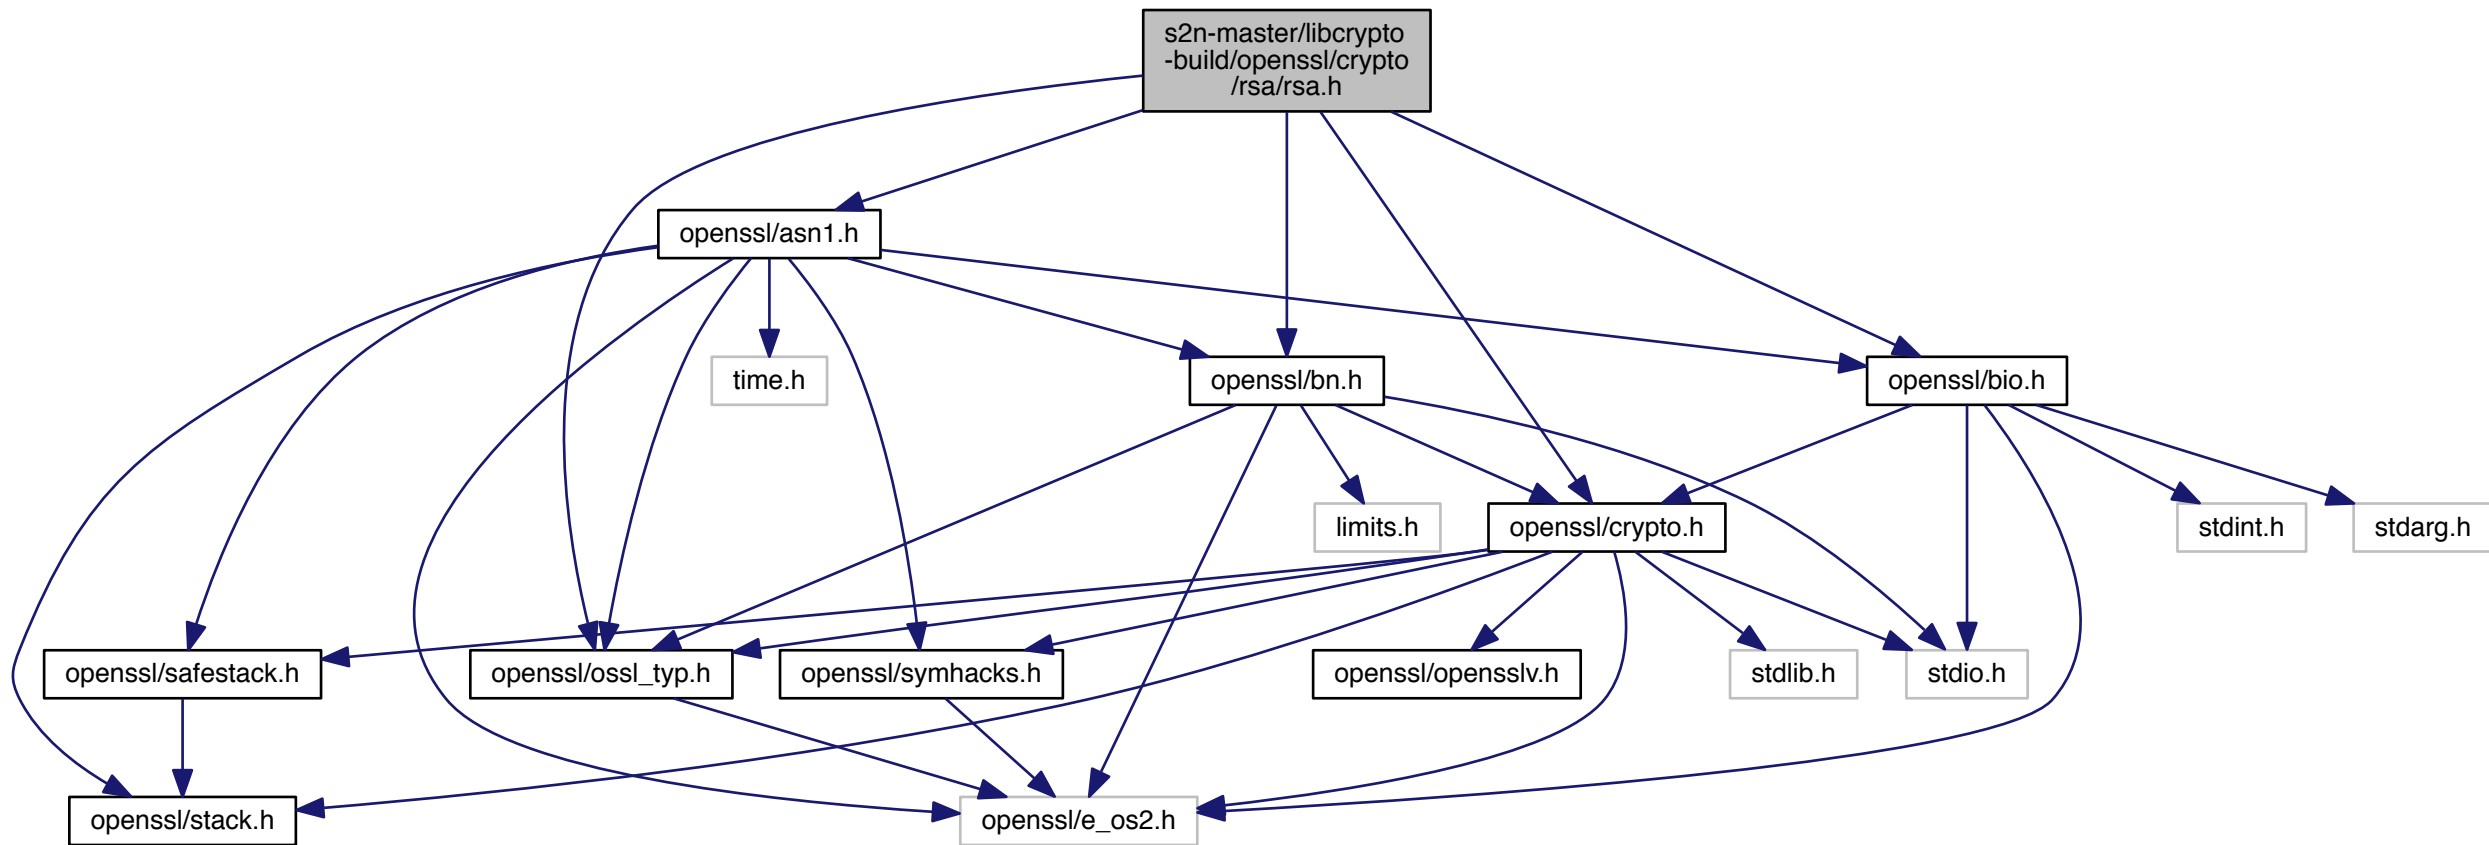 s2n-master/libcrypto
-build/openssl/crypto
/rsa/rsa.h
openssl/asn1.h
time.h
openssl/bn.h
openssl/bio.h
limits.h
openssl/crypto.h
stdint.h
stdarg.h
openssl/safestack.h
openssl/ossl_typ.h
openssl/symhacks.h
openssl/opensslv.h
stdlib.h
stdio.h
openssl/stack.h
openssl/e_os2.h